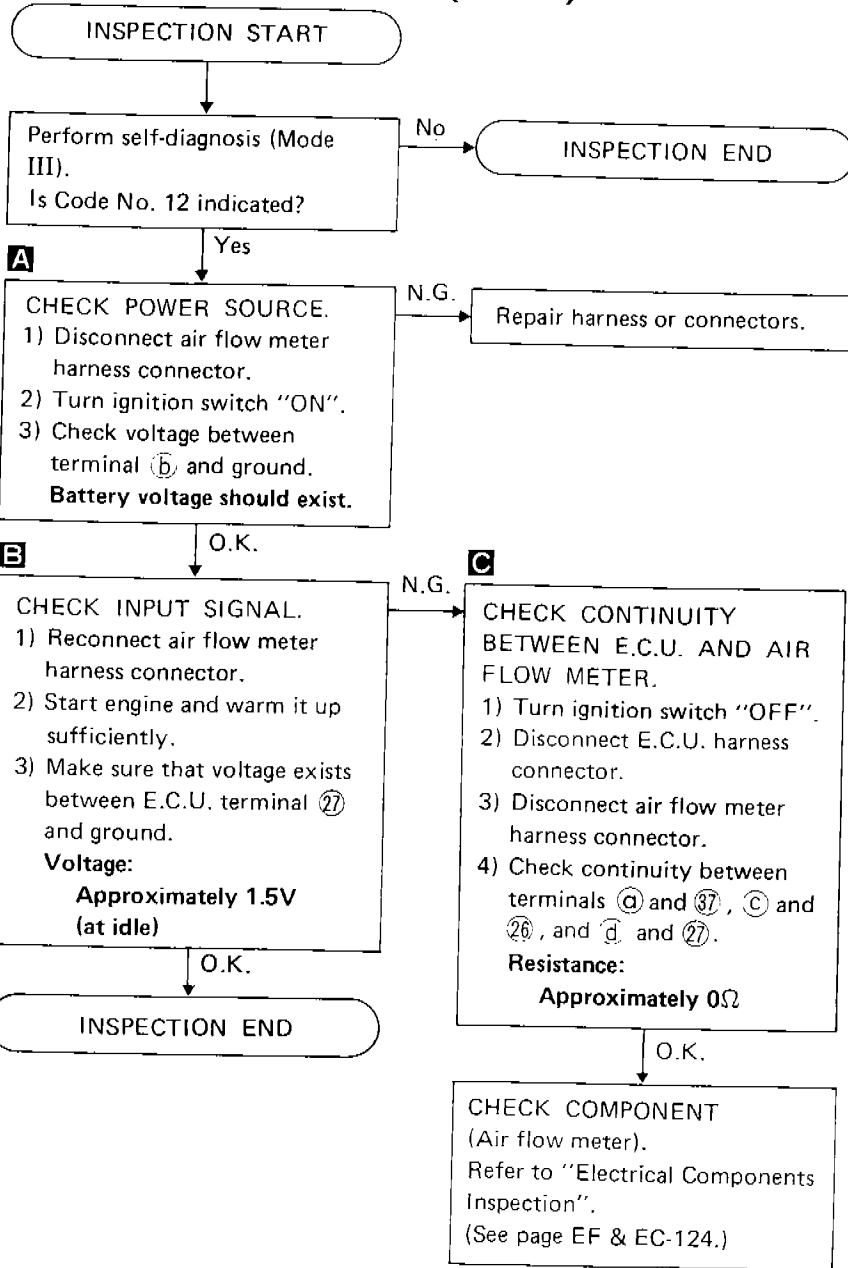 INSPECTION START
Perform self-diagnosis (Mode
III).
Is Code No. 12 indicated?
No
INSPECTION END
Yes
A
CHECK POWER SOURCE.
1) Disconnect air flow meter
harness connector.
2) Turn ignition switch "ON".
3) Check voltage between
terminal ⓑ and ground.
Battery voltage should exist.
N.G.
Repair harness or connectors.
O.K.
B
CHECK INPUT SIGNAL.
1) Reconnect air flow meter
harness connector.
2) Start engine and warm it up
sufficiently.
3) Make sure that voltage exists
between E.C.U. terminal ㉗
and ground.
Voltage:
Approximately 1.5V
(at idle)
O.K.
INSPECTION END
N.G.
C
CHECK CONTINUITY
BETWEEN E.C.U. AND AIR
FLOW METER.
1) Turn ignition switch "OFF".
2) Disconnect E.C.U. harness
connector.
3) Disconnect air flow meter
harness connector.
4) Check continuity between
terminals ⓐ and ㊲, ⓒ and
㉖, and ⓓ and ㉗.
Resistance:
Approximately 0Ω
O.K.
CHECK COMPONENT
(Air flow meter).
Refer to "Electrical Components
Inspection".
(See page EF & EC-124.)